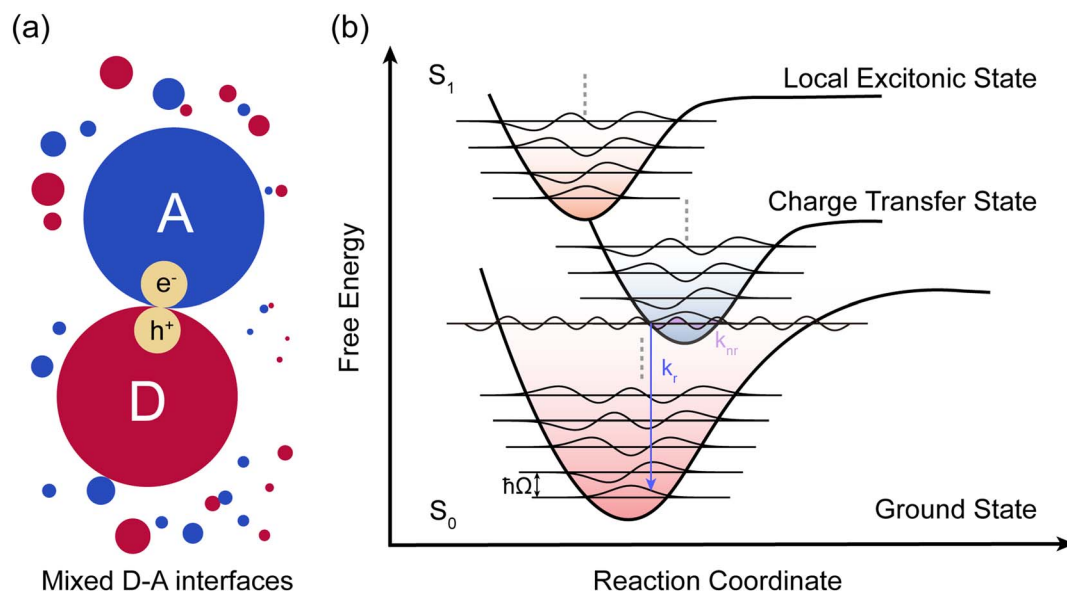 (a)
A
e-
h+
D
Mixed D-A interfaces
(b)
Free Energy
S1
Local Excitonic State
Charge Transfer State
knr
kr
ħΩ
S0
Ground State
Reaction Coordinate